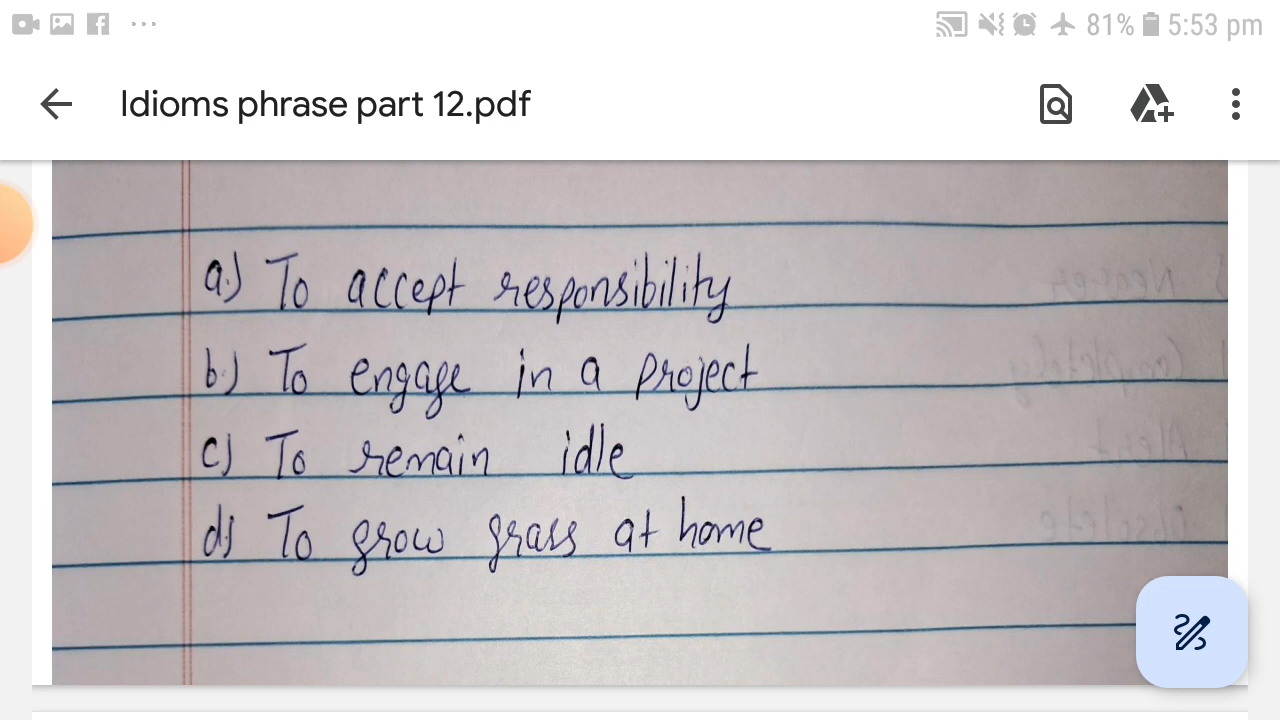 81% 5:53 pm
Idioms phrase part 12.pdf
a.) To accept responsibility
b.) To engage in a project
c) To remain idle
d.) To grow grass at home